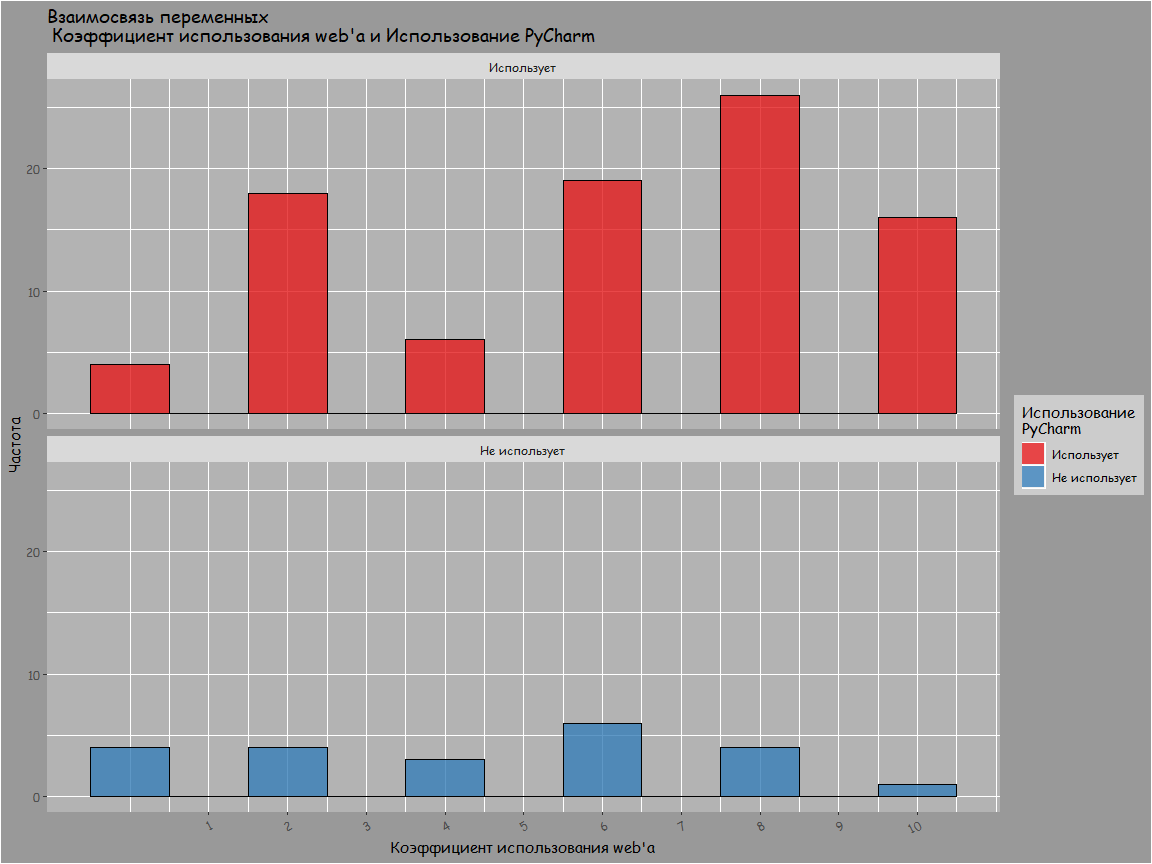 Взаимосвязь переменных
Коэффициент использования web'а и Использование PyCharm
Использует
20
10
0
Частота
Не использует
20
10
0
1 2 3 4 5 6 7 8 9 10
Коэффициент использования web'а
Использование
PyCharm
Использует
Не использует